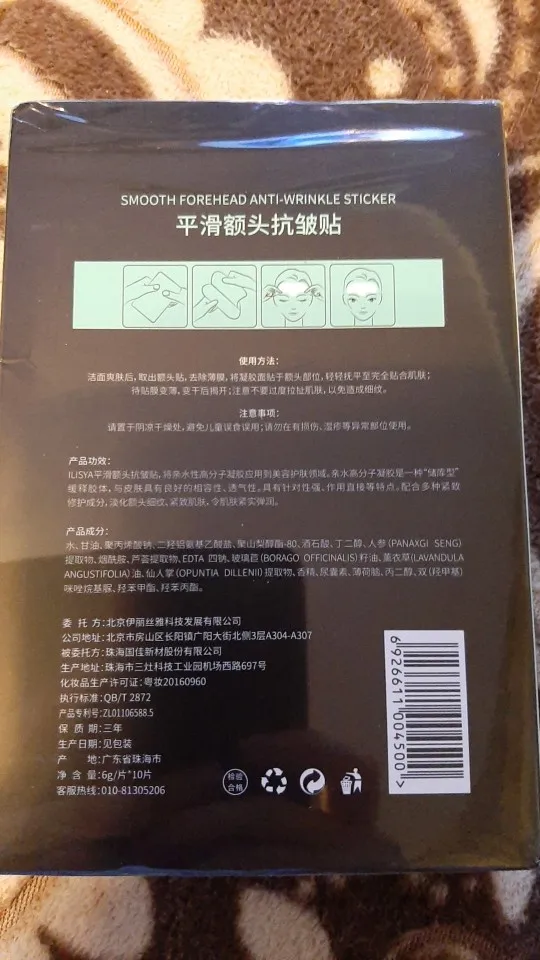 SMOOTH FOREHEAD ANTI-WRINKLE STICKER
平滑额头抗皱贴
使用方法：
洁面爽肤后，取出额头贴，去除薄膜，将凝胶面贴于额头部位，轻轻抚平至完全贴合肌肤；
待贴膜变薄，变干后揭开；注意不要过度拉扯肌肤，以免造成细纹。
注意事项：
请置于阴凉干燥处，避免儿童误食误用；请勿在有损伤、湿疹等异常部位使用。
产品功效：
ILISYA平滑额头抗皱贴，将亲水性高分子凝胶应用到美容护肤领域，亲水高分子凝胶是一种“储库型”
缓释胶体，与皮肤具有良好的相容性、透气性。具有针对性强、作用直接等特点。配合多种紧致
修护成分，淡化额头细纹、紧致肌肤，令肌肤紧实弹润。
产品成分：
水、甘油、聚丙烯酸钠、二羟铝氨基乙酸盐、聚山梨醇酯-80、酒石酸、丁二醇、人参（PANAXGI SENG）
提取物、烟酰胺、芦荟提取物、EDTA 四钠、玻璃苣（BORAGO OFFICINALIS）籽油、薰衣草（LAVANDULA
ANGUSTIFOLIA）油、仙人掌（OPUNTIA DILLENII）提取物、香精、尿囊素、薄荷脑、丙二醇、双（羟甲基）
咪唑烷基脲、羟苯甲酯、羟苯丙酯。
委 托 方：北京伊丽丝雅科技发展有限公司
公司地址：北京市房山区长阳镇广阳大街北侧3层A304-A307
被委托方：珠海国佳新材股份有限公司
生产地址：珠海市三灶科技工业园机场西路697号
化妆品生产许可证：粤妆20160960
执行标准：QB/T 2872
产品专利号：ZL01106588.5
保 质 期：三年
生产日期：见包装
产 地：广东省珠海市
净 含 量：6g/片*10片
客服热线：010-81305206
检验
合格
6926611004500